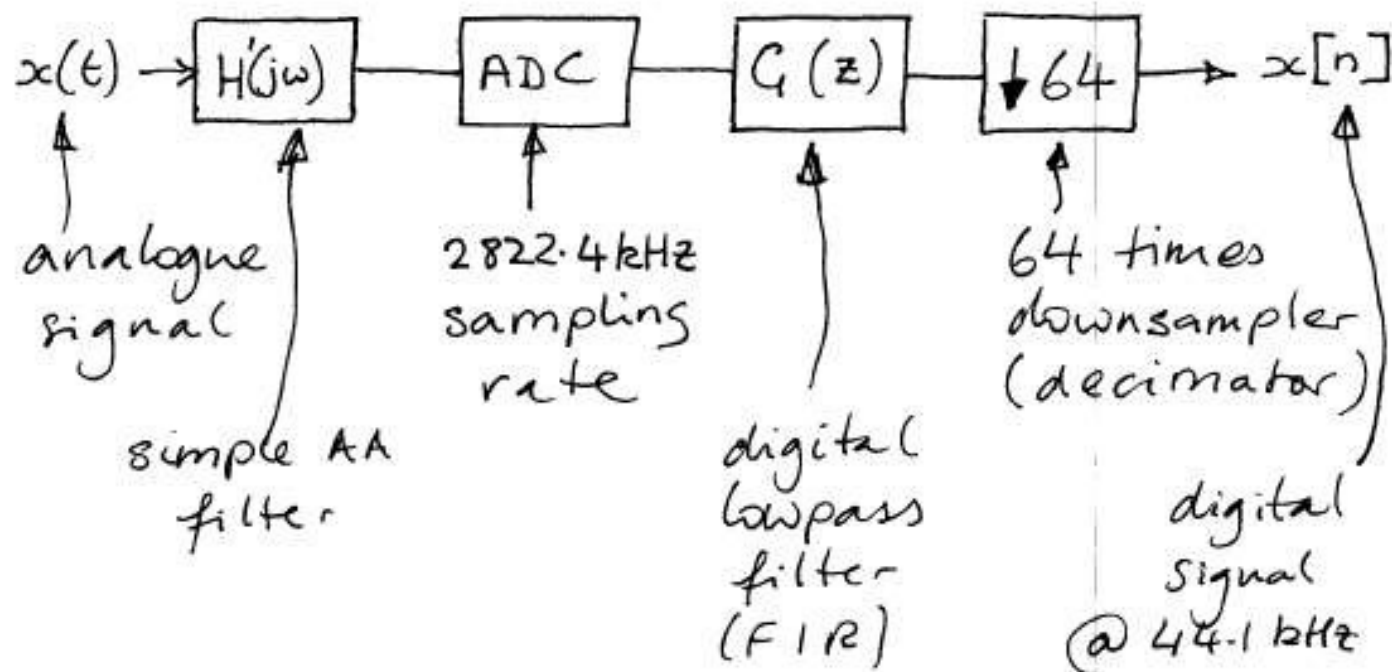 x(t)
H'(jω)
ADC
G(z)
↓64
x[n]
analogue
signal
simple AA
filter
2822.4kHz
sampling
rate
digital
lowpass
filter
(FIR)
64 times
downsampler
(decimator)
digital
signal
@ 44.1 kHz